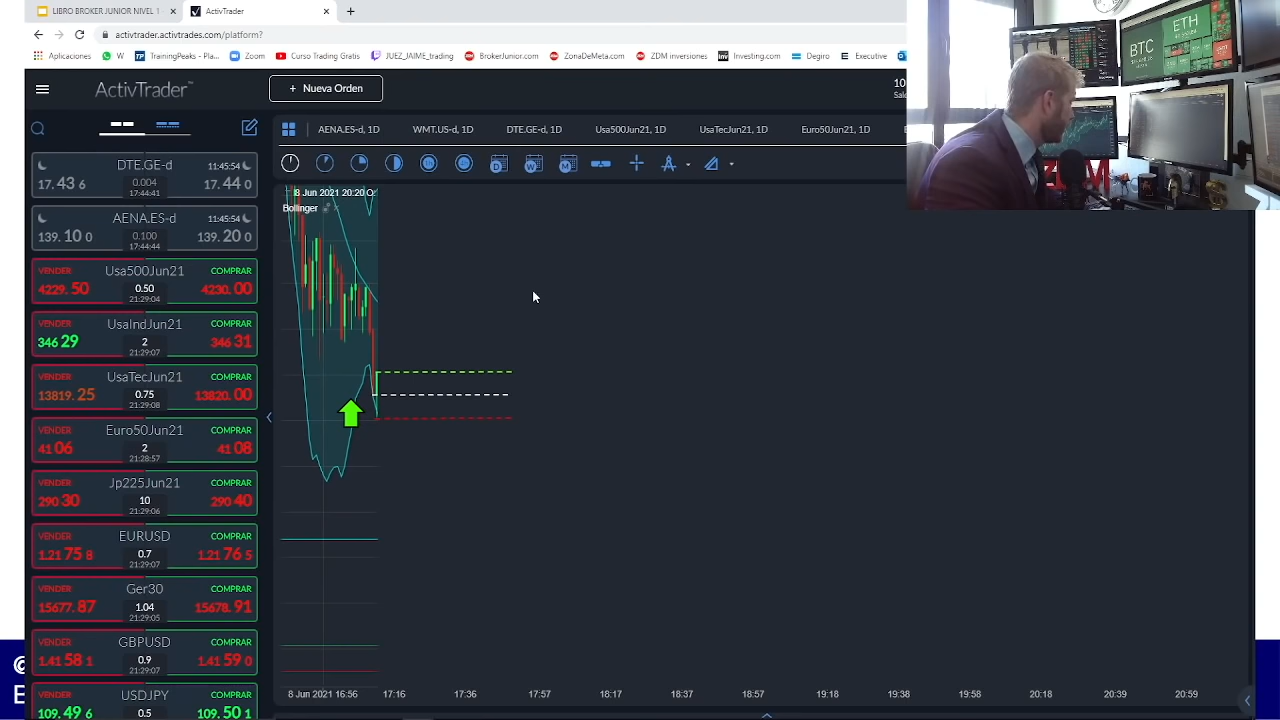 LIBRO BROKER JUNIOR NIVEL 1
ActivTrader
activtrader.activtrades.com/platform?
Aplicaciones W TrainingPeaks - La... Zoom Curso Trading Gratis JUEZ_JAIME_trading BrokerJunior.com ZonaDeMeta.com ZDM inversiones Investing.com Degiro Executive
ActivTrader™
+ Nueva Orden
10
Sal
AENA.ES-d, 1D WMT.US-d, 1D DTE.GE-d, 1D Usa500Jun21, 1D UsaTecJun21, 1D Euro50Jun21, 1D
DTE.GE-d 11:45:54
17. 43 6 0.004 17. 44 0
17:44:41
AENA.ES-d 11:45:54
139. 10 0 0.100 139. 20 0
17:44:44
VENDER Usa500Jun21 COMPRAR
4229. 50 0.50 4230. 00
21:29:04
VENDER UsaIndJun21 COMPRAR
346 29 2 346 31
21:29:07
VENDER UsaTecJun21 COMPRAR
13819. 25 0.75 13820. 00
21:29:08
VENDER Euro50Jun21 COMPRAR
41 06 2 41 08
21:28:57
VENDER Jp225Jun21 COMPRAR
290 30 10 290 40
21:29:06
VENDER EURUSD COMPRAR
1.21 75 8 0.7 1.21 76 5
21:29:07
VENDER Ger30 COMPRAR
15677. 87 1.04 15678. 91
21:29:05
VENDER GBPUSD COMPRAR
1.41 58 1 0.9 1.41 59 0
21:29:07
VENDER USDJPY COMPRAR
109. 49 6 0.5 109. 50 1
8 Jun 2021 20:20
Bollinger
8 Jun 2021 16:56 17:16 17:36 17:57 18:17 18:37 18:57 19:18 19:38 19:58 20:18 20:39 20:59
BTC
ETH